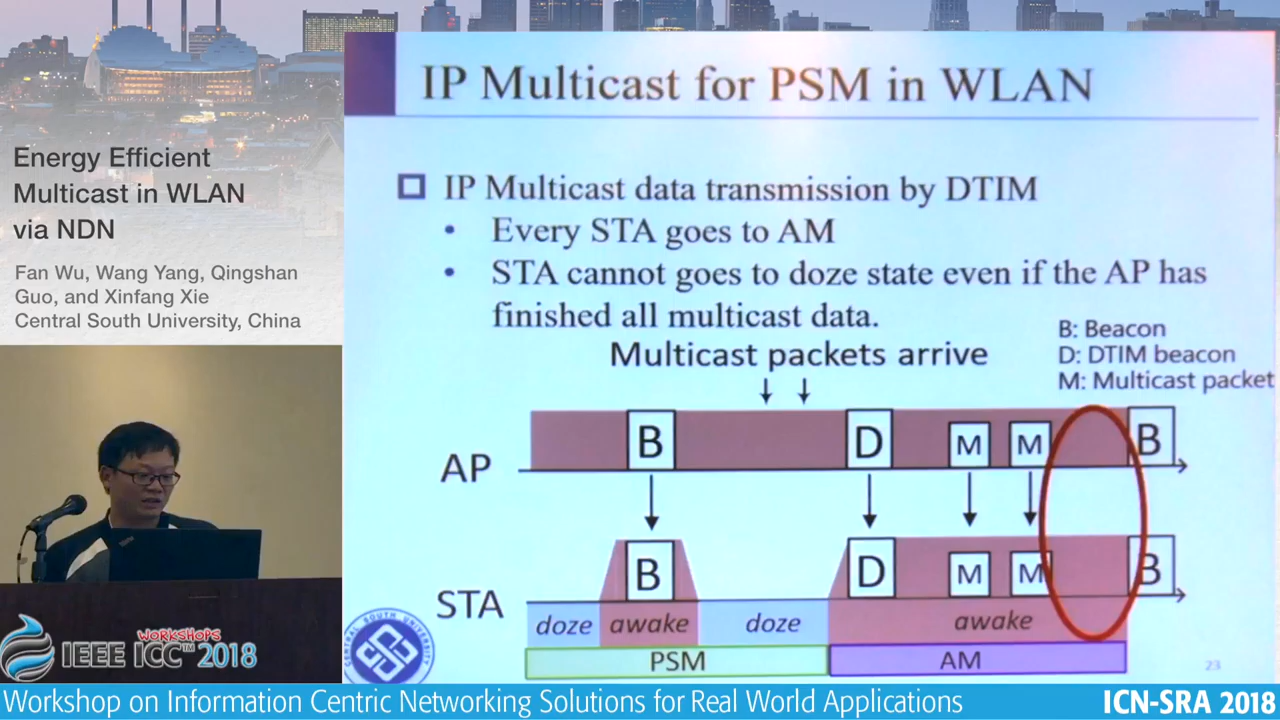 Energy Efficient
Multicast in WLAN
via NDN
Fan Wu, Wang Yang, Qingshan
Guo, and Xinfang Xie
Central South University, China
IP Multicast for PSM in WLAN
IP Multicast data transmission by DTIM
• Every STA goes to AM
• STA cannot goes to doze state even if the AP has
finished all multicast data.
B: Beacon
D: DTIM beacon
M: Multicast packet
Multicast packets arrive
AP B D M M B
STA B D M M B
doze awake doze awake
PSM AM
CENTRAL SOUTH UNIVERSITY
23
WORKSHOPS
IEEE ICC™ 2018
Workshop on Information Centric Networking Solutions for Real World Applications ICN-SRA 2018